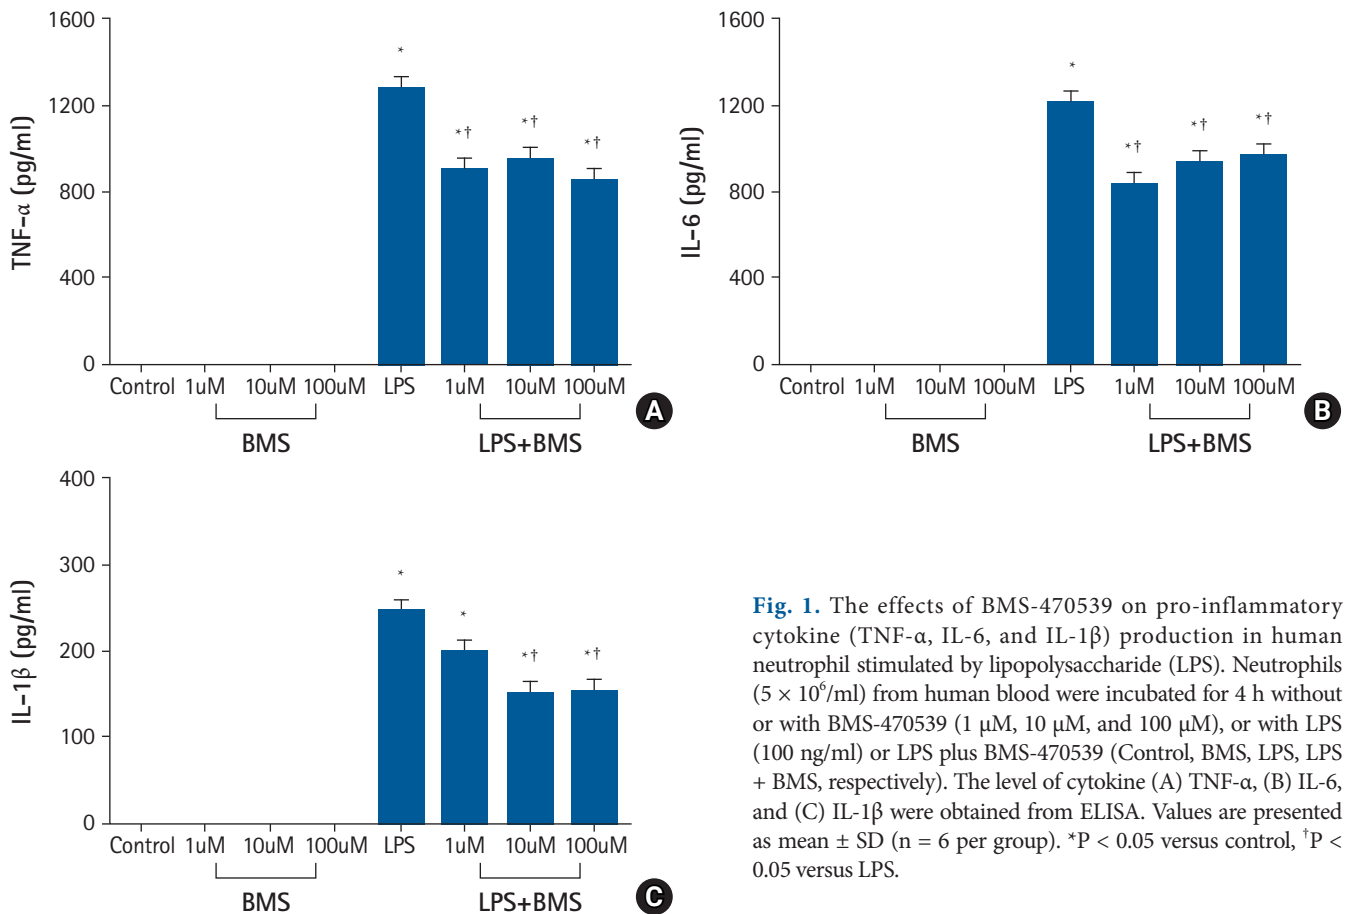 1600
1200
800
400
0
TNF-α (pg/ml)
*
*†
*†
*†
Control 1uM 10uM 100uM LPS 1uM 10uM 100uM
BMS LPS+BMS
A
1600
1200
800
400
0
IL-6 (pg/ml)
*
*†
*†
*†
Control 1uM 10uM 100uM LPS 1uM 10uM 100uM
BMS LPS+BMS
B
400
300
200
100
0
IL-1β (pg/ml)
*
*
*†
*†
Control 1uM 10uM 100uM LPS 1uM 10uM 100uM
BMS LPS+BMS
C
Fig. 1. The effects of BMS-470539 on pro-inflammatory
cytokine (TNF-α, IL-6, and IL-1β) production in human
neutrophil stimulated by lipopolysaccharide (LPS). Neutrophils
(5 × 10⁶/ml) from human blood were incubated for 4 h without
or with BMS-470539 (1 μM, 10 μM, and 100 μM), or with LPS
(100 ng/ml) or LPS plus BMS-470539 (Control, BMS, LPS, LPS
+ BMS, respectively). The level of cytokine (A) TNF-α, (B) IL-6,
and (C) IL-1β were obtained from ELISA. Values are presented
as mean ± SD (n = 6 per group). *P < 0.05 versus control, †P <
0.05 versus LPS.